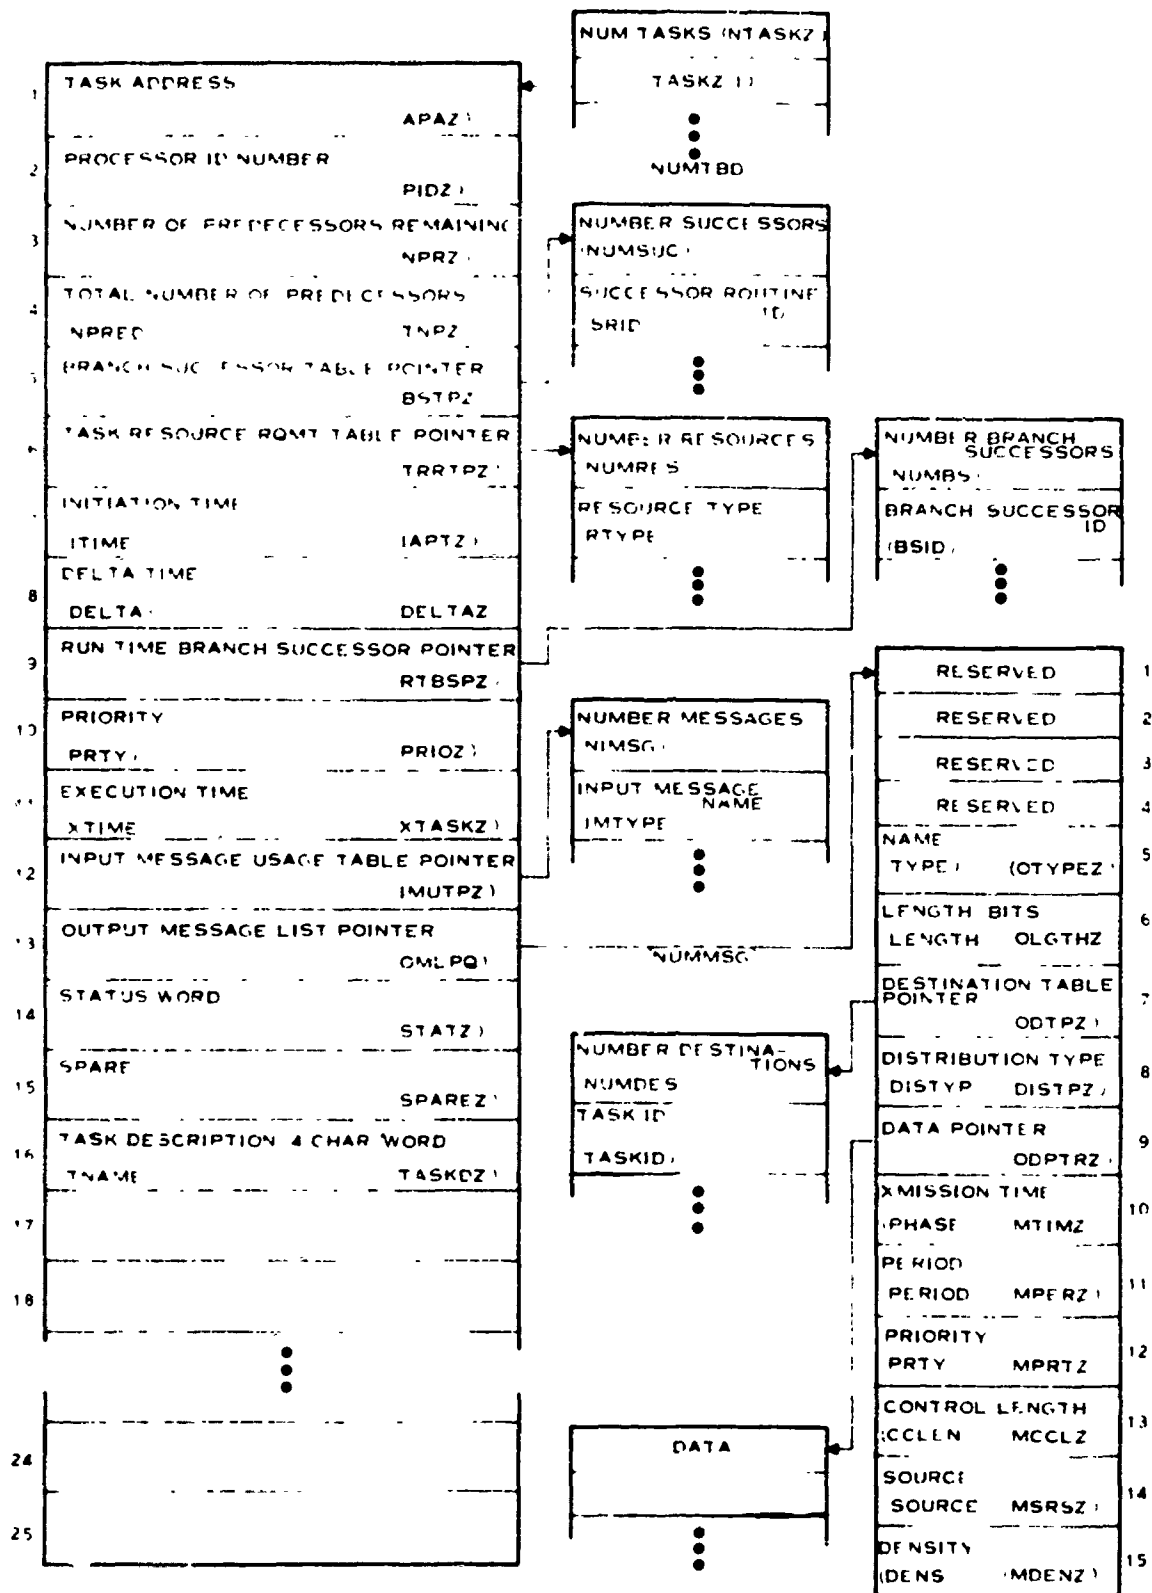 NUM TASKS (NTASKZ)
TASKZ 1)
NUMTBD
1
TASK ADDRESS
APAZ)
2
PROCESSOR ID NUMBER
PIDZ)
3
NUMBER OF PREDECESSORS REMAINING
NPRZ)
4
TOTAL NUMBER OF PREDECESSORS
NPRED TNPZ
5
BRANCH SUCCESSOR TABLE POINTER
BSTPZ
6
TASK RESOURCE RQMT TABLE POINTER
TRRTPZ)
INITIATION TIME
ITIME IAPTZ)
8
DELTA TIME
DELTA) DELTAZ
9
RUN TIME BRANCH SUCCESSOR POINTER
RTBSPZ)
10
PRIORITY
PRTY) PRIOZ)
11
EXECUTION TIME
XTIME XTASKZ)
12
INPUT MESSAGE USAGE TABLE POINTER
IMUTPZ)
13
OUTPUT MESSAGE LIST POINTER
OMLPQ)
14
STATUS WORD
STATZ)
15
SPARE
SPAREZ)
16
TASK DESCRIPTION 4 CHAR WORD
TNAME TASKDZ)
17
18
24
25
NUMBER SUCCESSORS
(NUMSUC)
SUCCESSOR ROUTINE
ID
SRID
NUMBER RESOURCES
NUMRES
RESOURCE TYPE
RTYPE
NUMBER MESSAGES
NIMSG)
INPUT MESSAGE
NAME
IMTYPE
NUMMSG
NUMBER DESTINA-
TIONS
NUMDES
TASK ID
TASKID)
DATA
NUMBER BRANCH
SUCCESSORS
NUMBS)
BRANCH SUCCESSOR
ID
(BSID)
RESERVED 1
RESERVED 2
RESERVED 3
RESERVED 4
NAME
5
TYPE) (OTYPEZ)
LENGTH BITS
6
LENGTH OLGTHZ
DESTINATION TABLE
POINTER
7
ODTPZ)
DISTRIBUTION TYPE
8
DISTYP DISTPZ)
DATA POINTER
9
ODPTRZ)
XMISSION TIME
10
(PHASE MTIMZ
PERIOD
11
PERIOD MPERZ)
PRIORITY
12
PRTY MPRTZ
CONTROL LENGTH
13
(CCLEN MCCLZ
SOURCE
14
SOURCE MSRSZ)
DENSITY
15
(DENS (MDENZ)